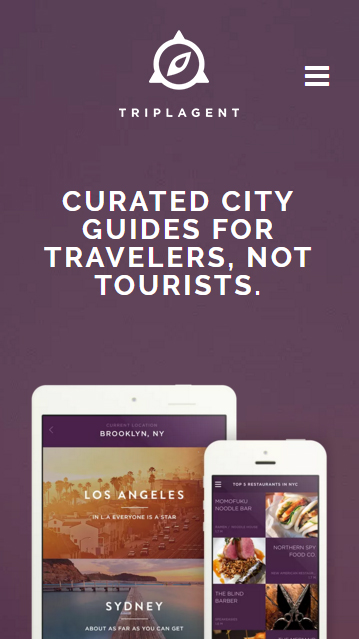 TRIPLAGENT
CURATED CITY
GUIDES FOR
TRAVELERS, NOT
TOURISTS.
CURRENT LOCATION
BROOKLYN, NY
LOS ANGELES
IN L.A EVERYONE IS A STAR
SYDNEY
ABOUT AS FAR AS YOU CAN GET
TOP 5 RESTAURANTS IN NYC
MOMOFUKU
NOODLE BAR
NORTHERN SPY
FOOD CO.
THE BLIND
BARBER